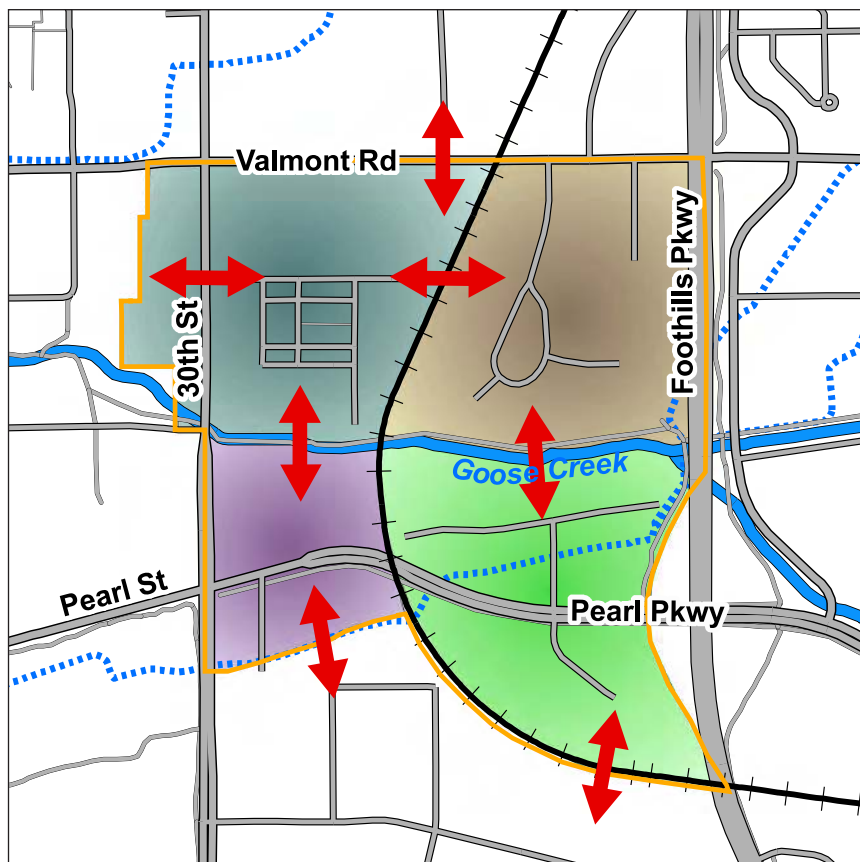 Valmont Rd
Foothills Pkwy
30th St
Goose Creek
Pearl St
Pearl Pkwy